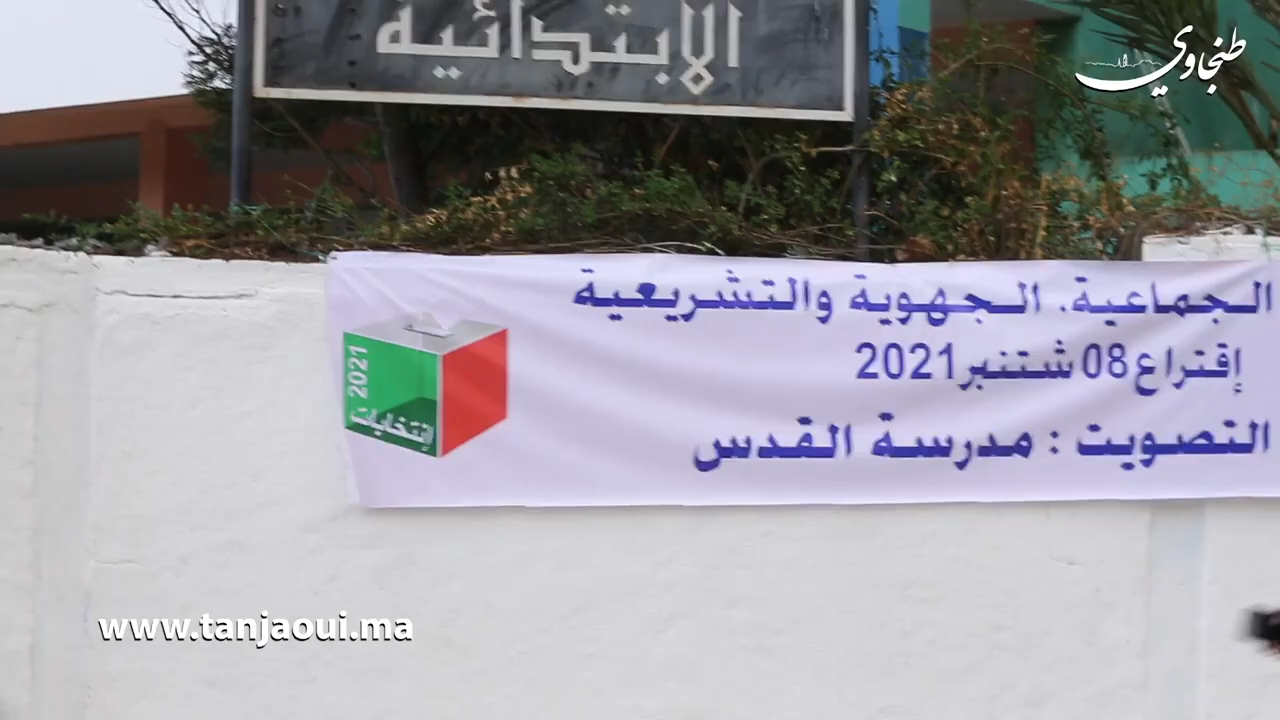 الابتدائية
طنجاوي
الجماعية. الجهوية والتشريعية
إقتراع 08 شتنبر 2021
التصويت : مدرسة القدس
2021
إنتخابات
www.tanjaoui.ma